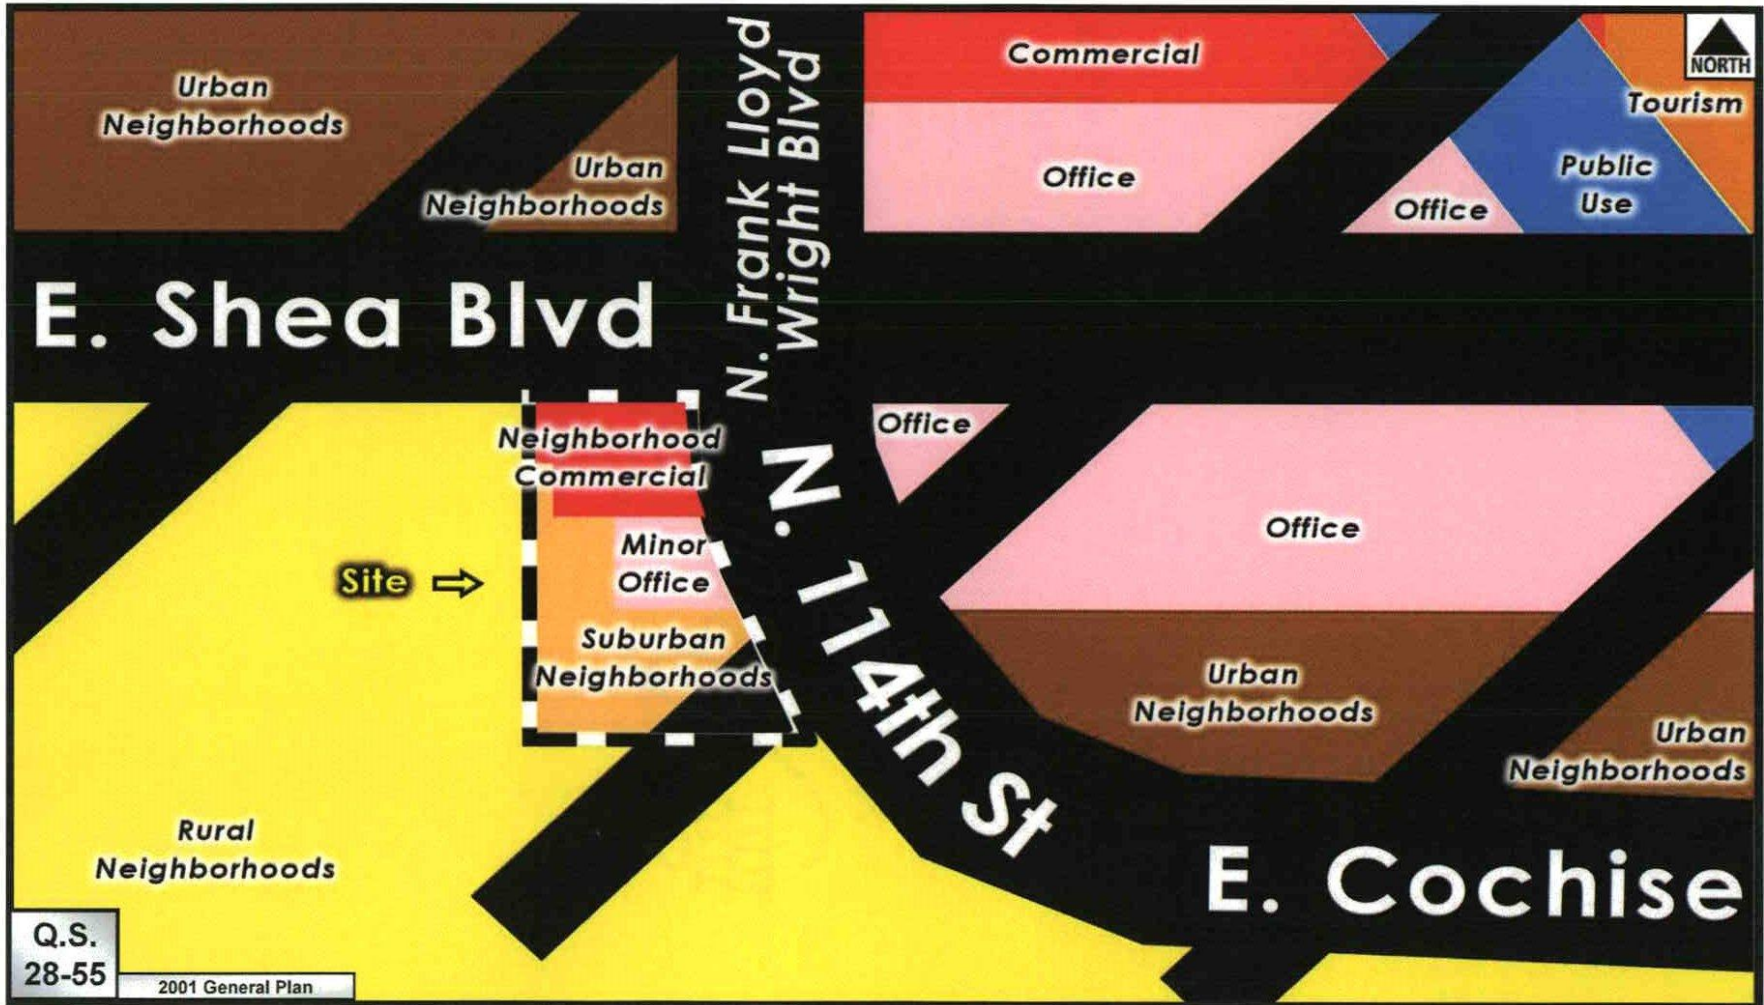 Urban
Neighborhoods
Urban
Neighborhoods
N. Frank Lloyd
Wright Blvd
Commercial
Office
Office
Public
Use
Tourism
NORTH
E. Shea Blvd
Neighborhood
Commercial
Minor
Office
Suburban
Neighborhoods
Site
Office
Office
N. 114th St
Urban
Neighborhoods
Urban
Neighborhoods
Rural
Neighborhoods
E. Cochise
Q.S.
28-55
2001 General Plan